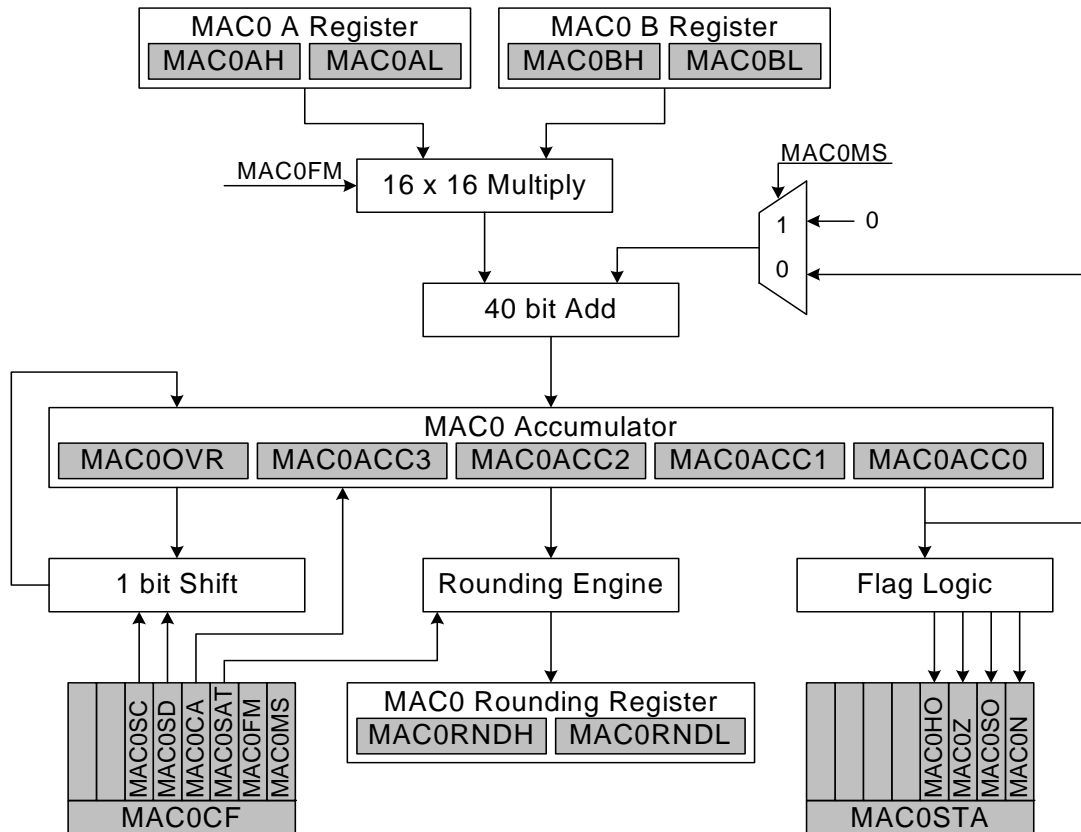 MAC0 A Register
MAC0AH MAC0AL
MAC0 B Register
MAC0BH MAC0BL
MAC0FM
16 x 16 Multiply
MAC0MS
1
0
0
40 bit Add
MAC0 Accumulator
MAC0OVR MAC0ACC3 MAC0ACC2 MAC0ACC1 MAC0ACC0
1 bit Shift
Rounding Engine
Flag Logic
MAC0SC
MAC0SD
MAC0CA
MAC0SAT
MAC0FM
MAC0MS
MAC0CF
MAC0 Rounding Register
MAC0RNDH MAC0RNDL
MAC0HO
MAC0Z
MAC0SO
MAC0N
MAC0STA